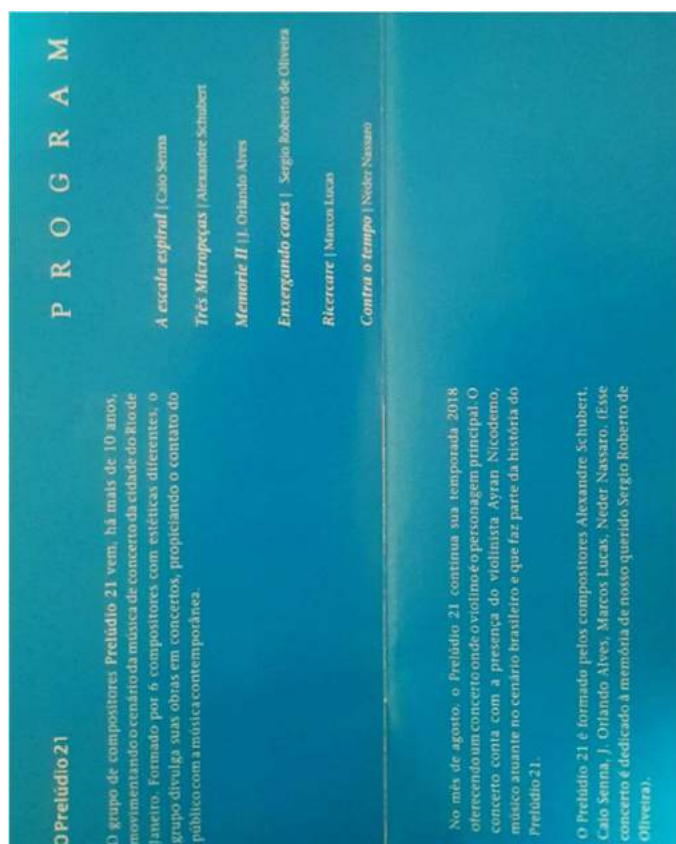 O Prelúdio 21
O grupo de compositores Prelúdio 21 vem, há mais de 10 anos,
movimentando o cenário da música de concerto da cidade do Rio de
Janeiro. Formado por 6 compositores com estéticas diferentes, o
grupo divulga suas obras em concertos, propiciando o contato do
público com a música contemporânea.
No mês de agosto, o Prelúdio 21 continua sua temporada 2018
oferecendo um concerto onde o violino é o personagem principal. O
concerto conta com a presença do violinista Ayran Nicodemo,
músico atuante no cenário brasileiro e que faz parte da história do
Prelúdio 21.
O Prelúdio 21 é formado pelos compositores Alexandre Schubert,
Caio Senna, J. Orlando Alves, Marcos Lucas, Neder Nassaro. (Esse
concerto é dedicado à memória de nosso querido Sergio Roberto de
Oliveira).
P R O G R A M
A escala espiral | Caio Senna
Três Micropeças | Alexandre Schubert
Memorie II | J. Orlando Alves
Enxergando cores | Sergio Roberto de Oliveira
Ricercare | Marcos Lucas
Contra o tempo | Neder Nassaro